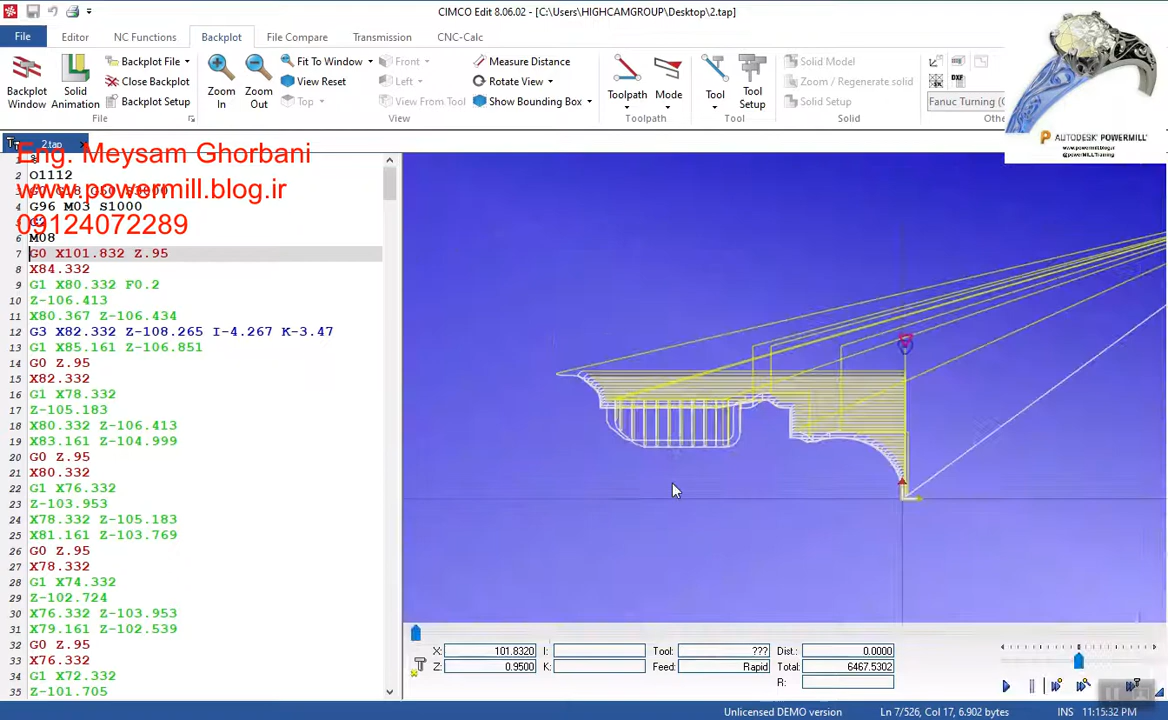 CIMCO Edit 8.06.02 - [C:\Users\HIGHCAMGROUP\Desktop\2.tap]
File Editor NC Functions Backplot File Compare Transmission CNC-Calc
Backplot Window
Solid Animation
Backplot File
Close Backplot
Backplot Setup
File
Zoom In
Zoom Out
Fit To Window
View Reset
Top
Front
Left
View From Tool
Measure Distance
Rotate View
Show Bounding Box
View
Toolpath
Mode
Toolpath
Tool
Tool Setup
Tool
Solid Model
Zoom / Regenerate solid
Solid Setup
Solid
DXF
Fanuc Turning (
Othe
AUTODESK POWERMILL
www.powermill.blog.ir
@powerMILLTraining
2.tap
Eng. Meysam Ghorbani
www.powermill.blog.ir
09124072289
1 %
2 O1112
3
4 G96 M03 S1000
5
6 M08
7 G0 X101.832 Z.95
8 X84.332
9 G1 X80.332 F0.2
10 Z-106.413
11 X80.367 Z-106.434
12 G3 X82.332 Z-108.265 I-4.267 K-3.47
13 G1 X85.161 Z-106.851
14 G0 Z.95
15 X82.332
16 G1 X78.332
17 Z-105.183
18 X80.332 Z-106.413
19 X83.161 Z-104.999
20 G0 Z.95
21 X80.332
22 G1 X76.332
23 Z-103.953
24 X78.332 Z-105.183
25 X81.161 Z-103.769
26 G0 Z.95
27 X78.332
28 G1 X74.332
29 Z-102.724
30 X76.332 Z-103.953
31 X79.161 Z-102.539
32 G0 Z.95
33 X76.332
34 G1 X72.332
35 Z-101.705
X: 101.8320 I: Tool: ??? Dist.: 0.0000
Z: 0.9500 K: Feed: Rapid Total: 6467.5302
R:
Unlicensed DEMO version Ln 7/526, Col 17, 6.902 bytes INS 11:15:32 PM